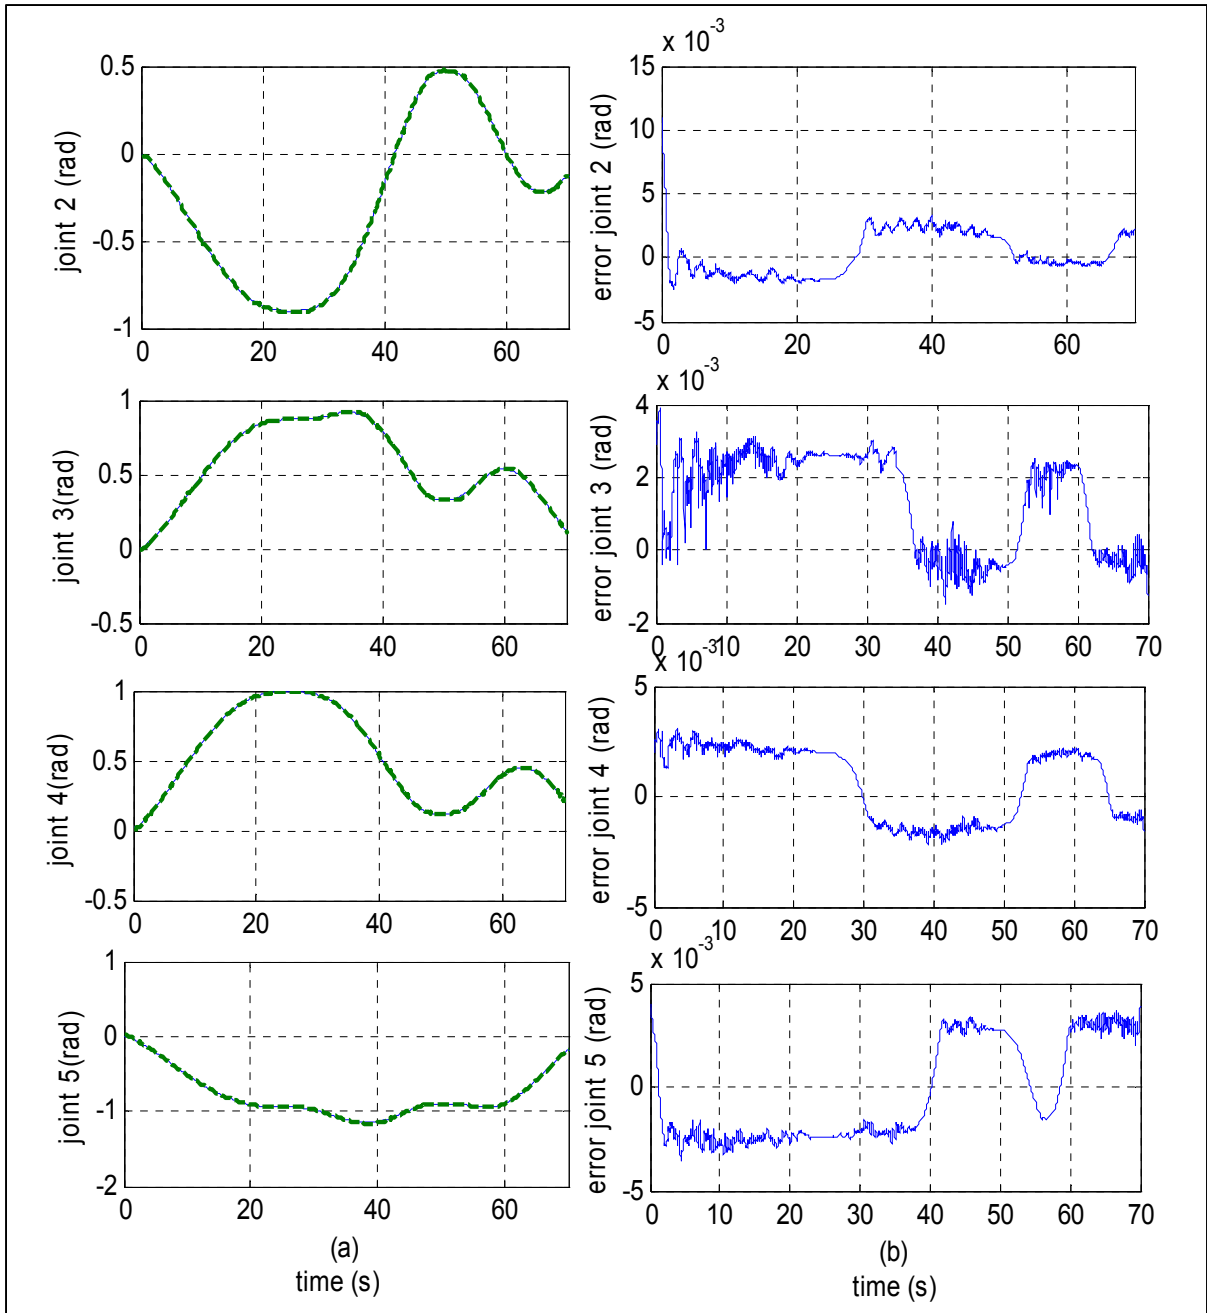 x 10-3
0.5
0
-0.5
-1
joint 2 (rad)
0 20 40 60
15
10
5
0
-5
error joint 2 (rad)
0 20 40 60
x 10-3
1
0.5
0
-0.5
joint 3(rad)
0 20 40 60
4
2
0
-2
error joint 3 (rad)
0 10 20 30 40 50 60 70
x 10-3
1
0.5
0
-0.5
joint 4(rad)
0 20 40 60
5
0
-5
error joint 4 (rad)
0 10 20 30 40 50 60 70
x 10-3
1
0
-1
-2
joint 5(rad)
0 20 40 60
5
0
-5
error joint 5 (rad)
0 10 20 30 40 50 60 70
(a)
time (s)
(b)
time (s)